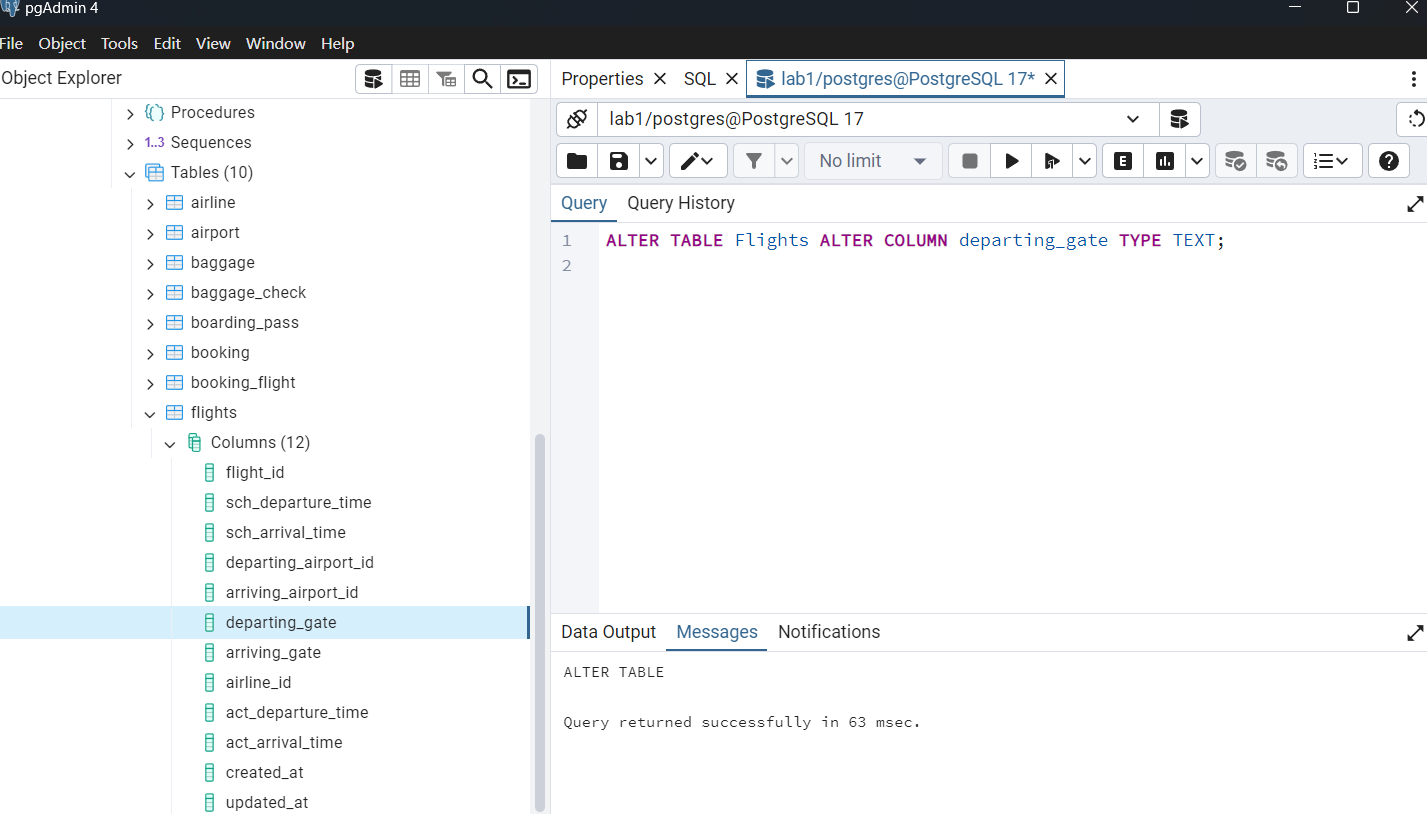 pgAdmin 4
File Object Tools Edit View Window Help
Object Explorer
Procedures
1..3 Sequences
Tables (10)
airline
airport
baggage
baggage_check
boarding_pass
booking
booking_flight
flights
Columns (12)
flight_id
sch_departure_time
sch_arrival_time
departing_airport_id
arriving_airport_id
departing_gate
arriving_gate
airline_id
act_departure_time
act_arrival_time
created_at
updated_at
Properties SQL lab1/postgres@PostgreSQL 17*
lab1/postgres@PostgreSQL 17
No limit E
Query Query History
1 ALTER TABLE Flights ALTER COLUMN departing_gate TYPE TEXT;
2
Data Output Messages Notifications
ALTER TABLE
Query returned successfully in 63 msec.